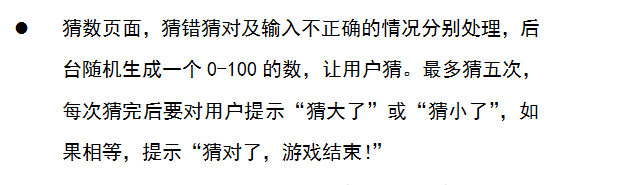 ● 猜数页面，猜错猜对及输入不正确的情况分别处理，后
台随机生成一个 0-100 的数，让用户猜。最多猜五次，
每次猜完后要对用户提示“猜大了”或“猜小了”，如
果相等，提示“猜对了，游戏结束!”